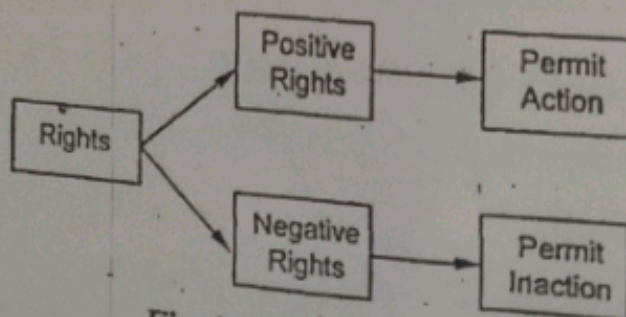 Positive
Rights
Permit
Action
Rights
Negative
Rights
Permit
Inaction